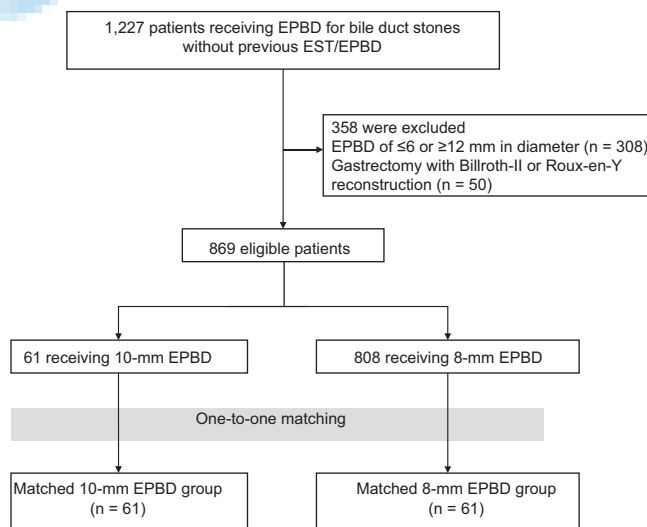 1,227 patients receiving EPBD for bile duct stones
without previous EST/EPBD
358 were excluded
EPBD of ≤6 or ≥12 mm in diameter (n = 308)
Gastrectomy with Billroth-II or Roux-en-Y
reconstruction (n = 50)
869 eligible patients
61 receiving 10-mm EPBD
808 receiving 8-mm EPBD
One-to-one matching
Matched 10-mm EPBD group
(n = 61)
Matched 8-mm EPBD group
(n = 61)